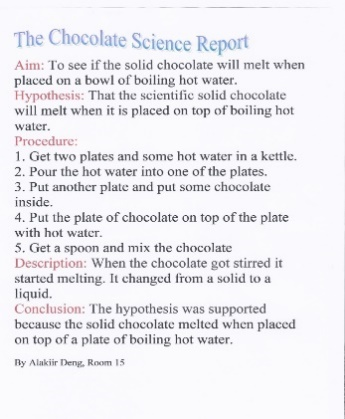 The Chocolate Science Report
Aim: To see if the solid chocolate will melt when
placed on a bowl of boiling hot water.
Hypothesis: That the scientific solid chocolate
will melt when it is placed on top of boiling hot
water.
Procedure:
1. Get two plates and some hot water in a kettle.
2. Pour the hot water into one of the plates.
3. Put another plate and put some chocolate
inside.
4. Put the plate of chocolate on top of the plate
with hot water.
5. Get a spoon and mix the chocolate
Description: When the chocolate got stirred it
started melting. It changed from a solid to a
liquid.
Conclusion: The hypothesis was supported
because the solid chocolate melted when placed
on top of a plate of boiling hot water.
By Alakiir Deng, Room 15